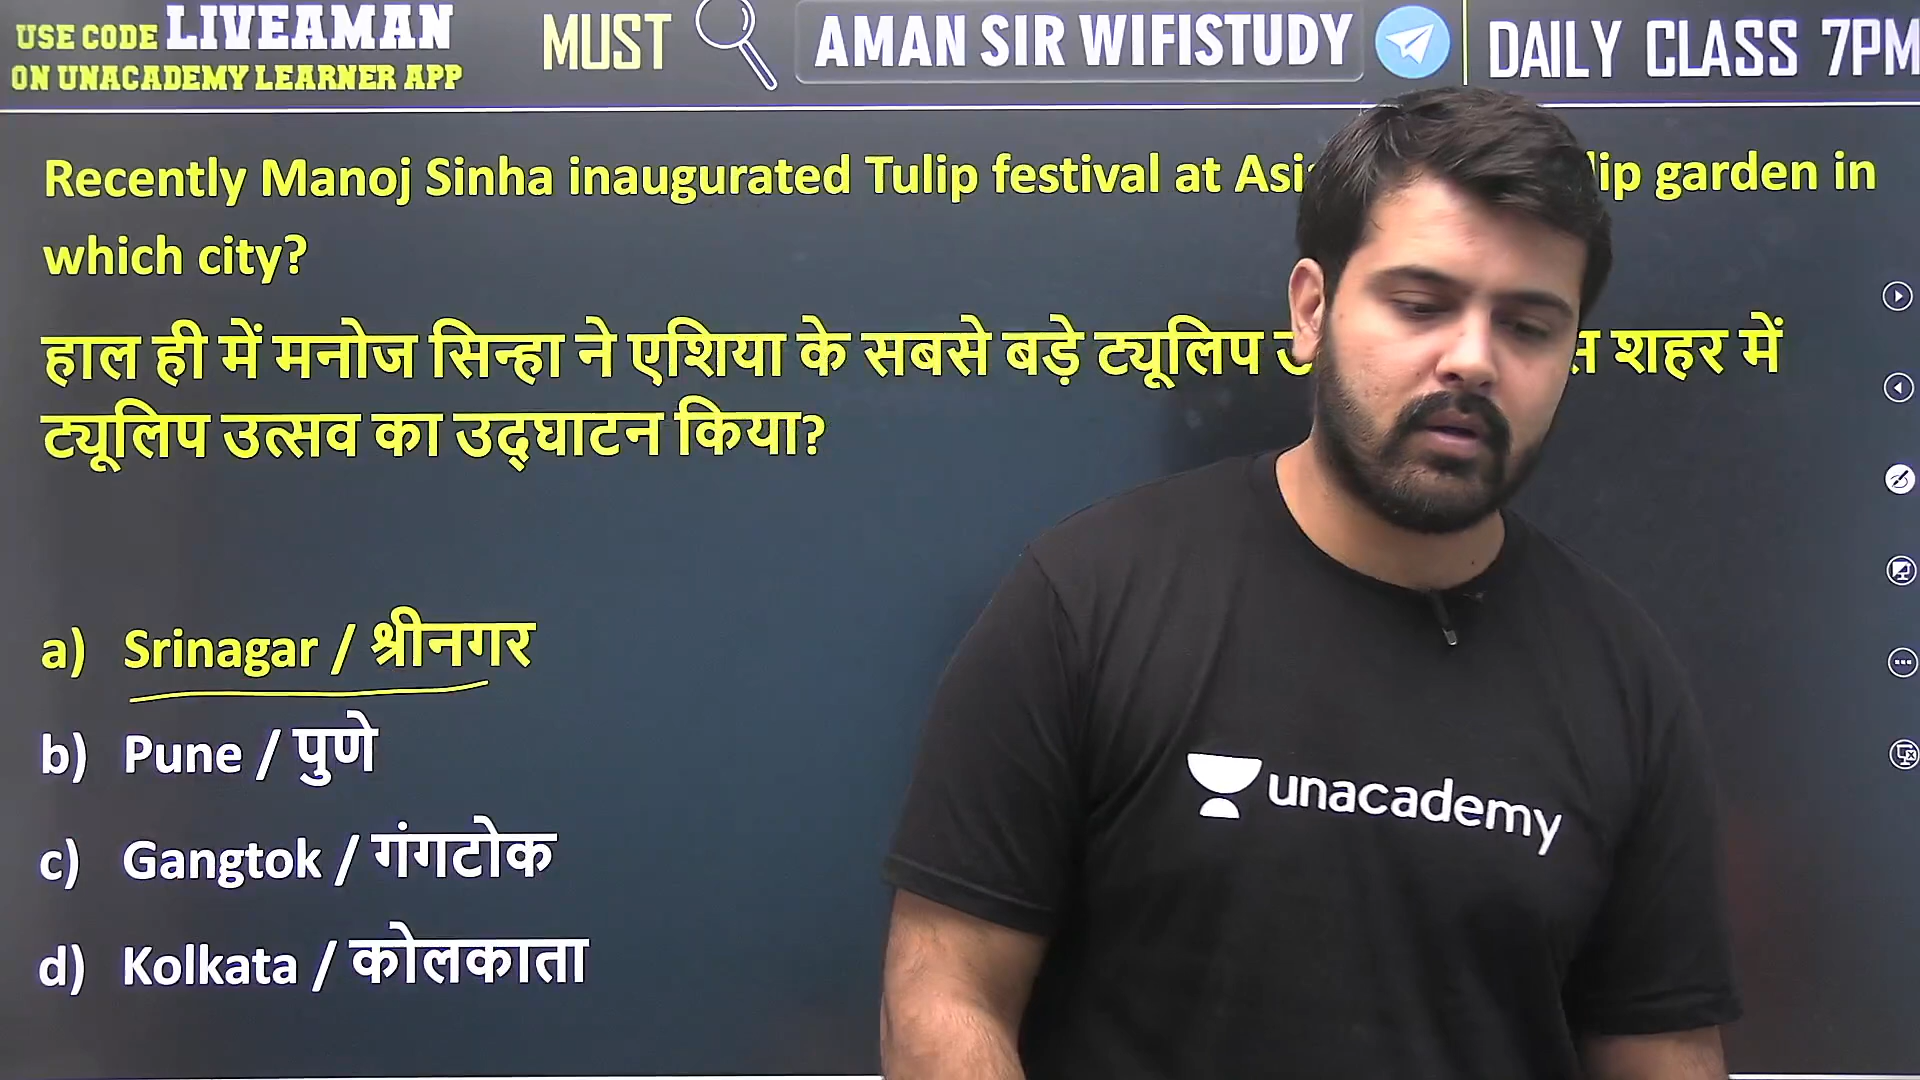 USE CODE LIVEAMAN
ON UNACADEMY LEARNER APP
MUST
AMAN SIR WIFISTUDY
DAILY CLASS 7PM
Recently Manoj Sinha inaugurated Tulip festival at garden in
which city?
हाल ही में मनोज सिन्हा ने एशिया के सबसे बड़े ट्यूलिप शहर में
ट्यूलिप उत्सव का उद्घाटन किया?
a) Srinagar / श्रीनगर
b) Pune / पुणे
c) Gangtok / गंगटोक
d) Kolkata / कोलकाता
unacademy